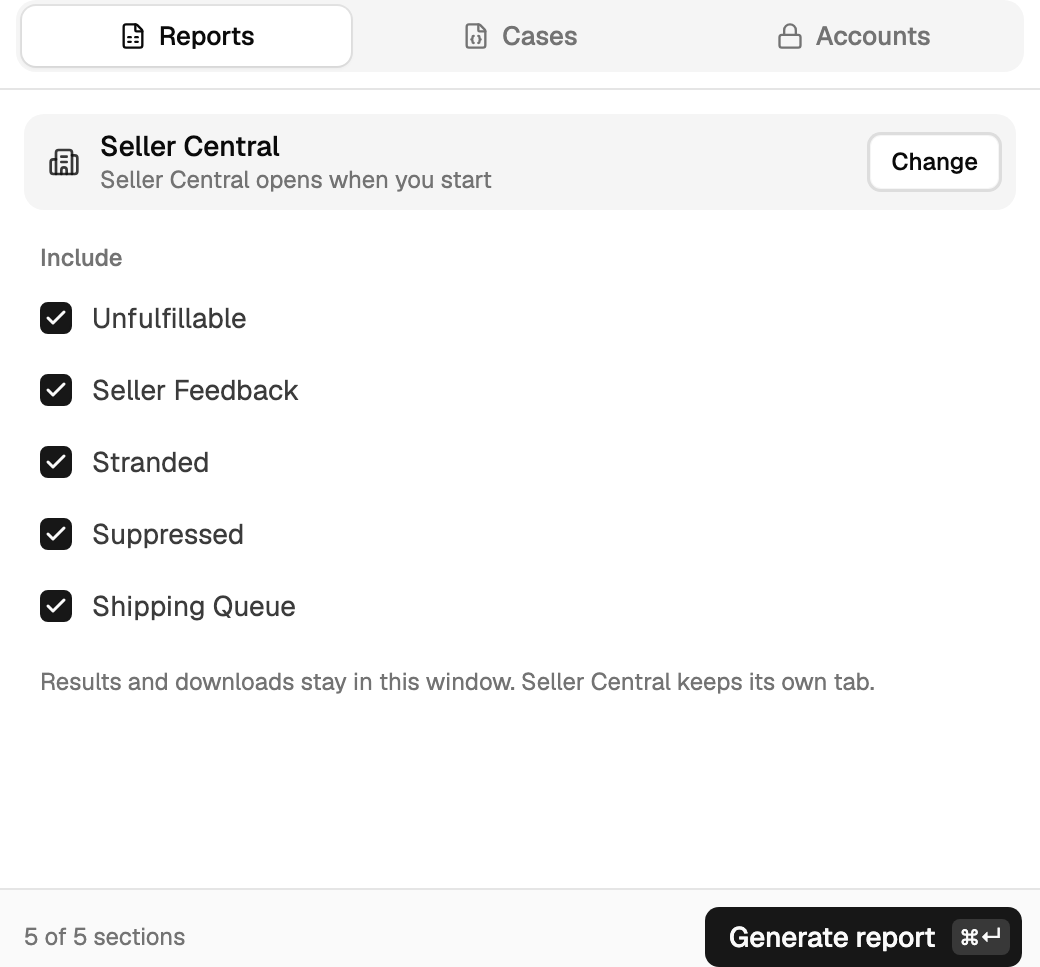 Reports
Cases
Accounts
Seller Central
Seller Central opens when you start
Change
Include
Unfulfillable
Seller Feedback
Stranded
Suppressed
Shipping Queue
Results and downloads stay in this window. Seller Central keeps its own tab.
5 of 5 sections
Generate report ⌘↵